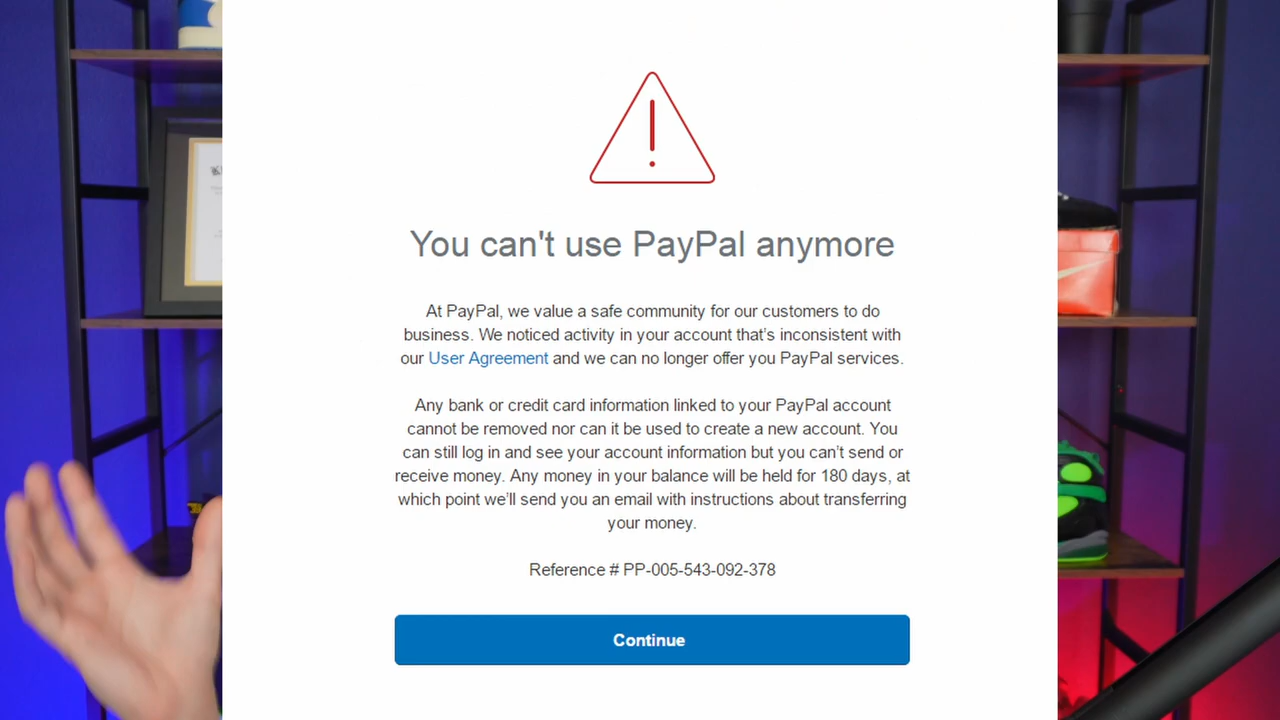 You can't use PayPal anymore
At PayPal, we value a safe community for our customers to do
business. We noticed activity in your account that's inconsistent with
our User Agreement and we can no longer offer you PayPal services.
Any bank or credit card information linked to your PayPal account
cannot be removed nor can it be used to create a new account. You
can still log in and see your account information but you can't send or
receive money. Any money in your balance will be held for 180 days, at
which point we'll send you an email with instructions about transferring
your money.
Reference # PP-005-543-092-378
Continue